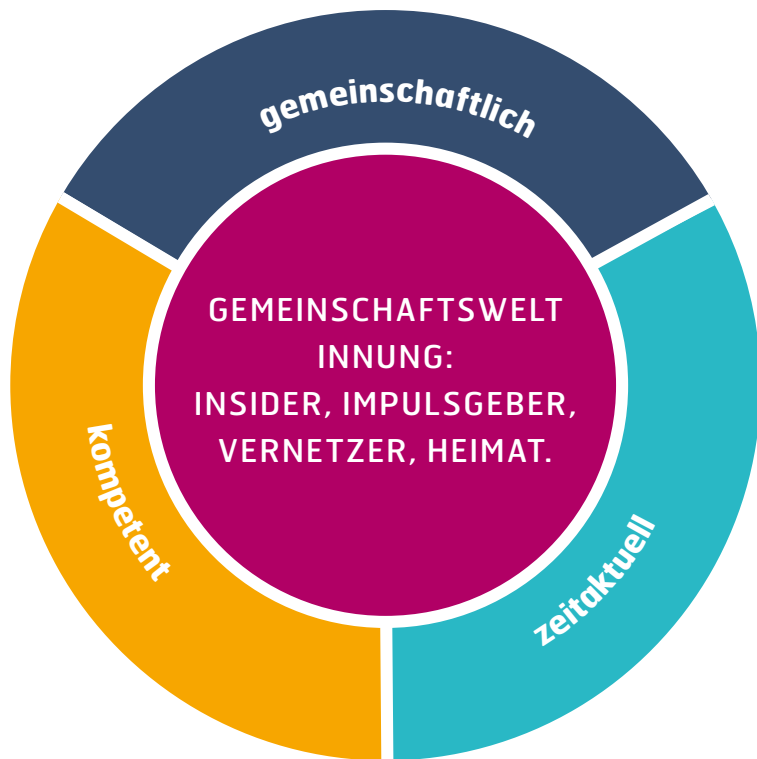 gemeinschaftlich
GEMEINSCHAFTSWELT
INNUNG:
INSIDER, IMPULSGEBER,
VERNETZER, HEIMAT.
kompetent
zeitaktuell